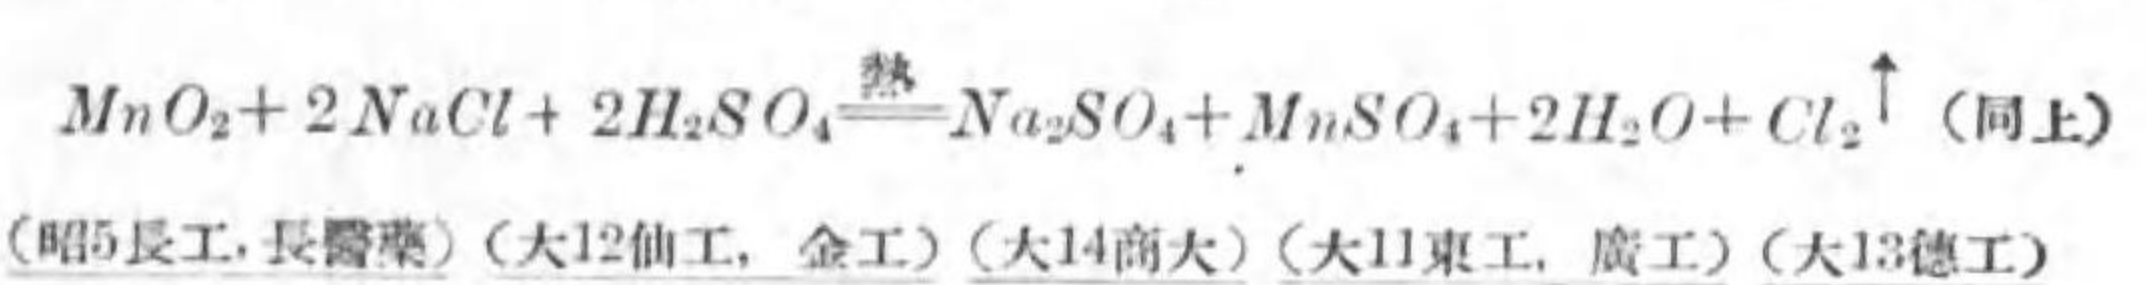 MnO₂+2NaCl+2H₂SO₄ 熱= Na₂SO₄+MnSO₄+2H₂O+Cl₂↑ (同上)
(昭5長工, 長醫藥) (大12仙工, 金工) (大14商大) (大11東工, 廣工) (大13德工)